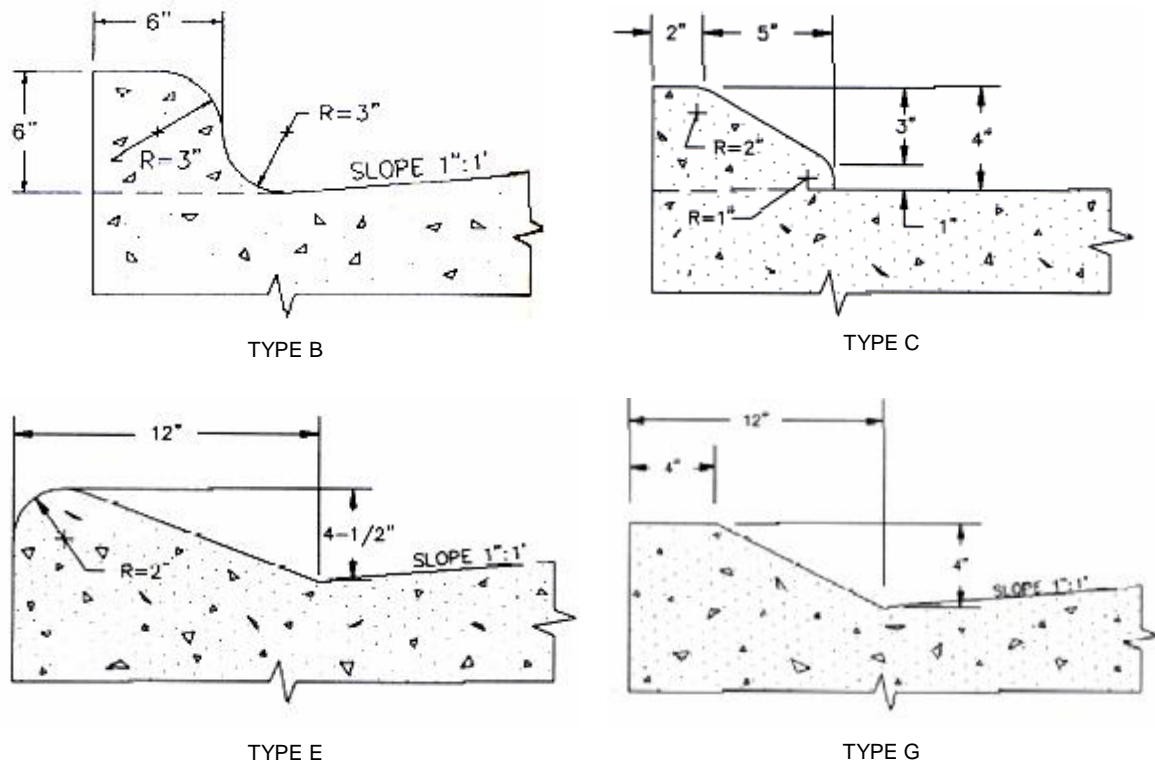 6"
6"
R=3"
R=3"
SLOPE 1":1'
TYPE B
2" 5"
3"
4"
R=2"
R=1"
1"
TYPE C
12"
4-1/2"
R=2"
SLOPE 1":1'
TYPE E
12"
4"
4"
SLOPE 1":1'
TYPE G